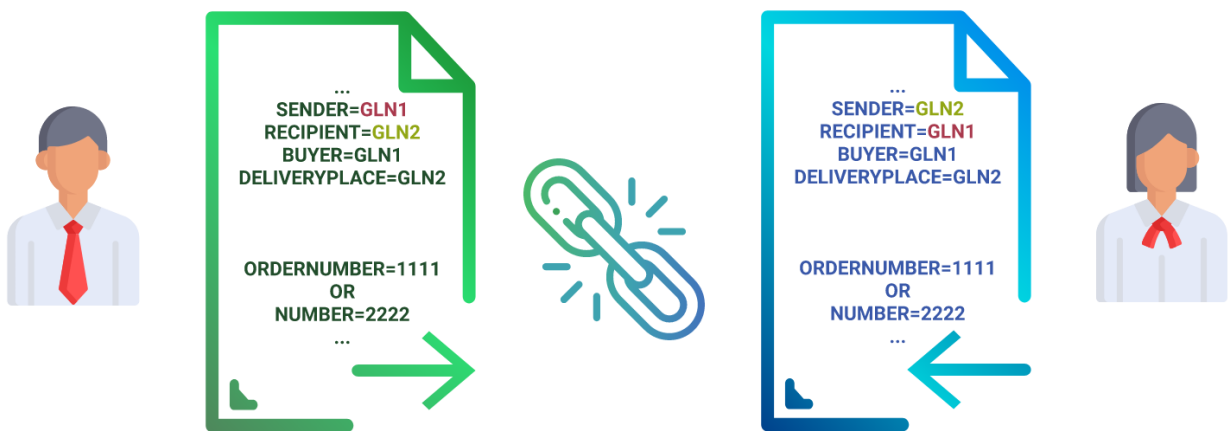 ...
SENDER=GLN1
RECIPIENT=GLN2
BUYER=GLN1
DELIVERYPLACE=GLN2
ORDERNUMBER=1111
OR
NUMBER=2222
...
...
SENDER=GLN2
RECIPIENT=GLN1
BUYER=GLN1
DELIVERYPLACE=GLN2
ORDERNUMBER=1111
OR
NUMBER=2222
...